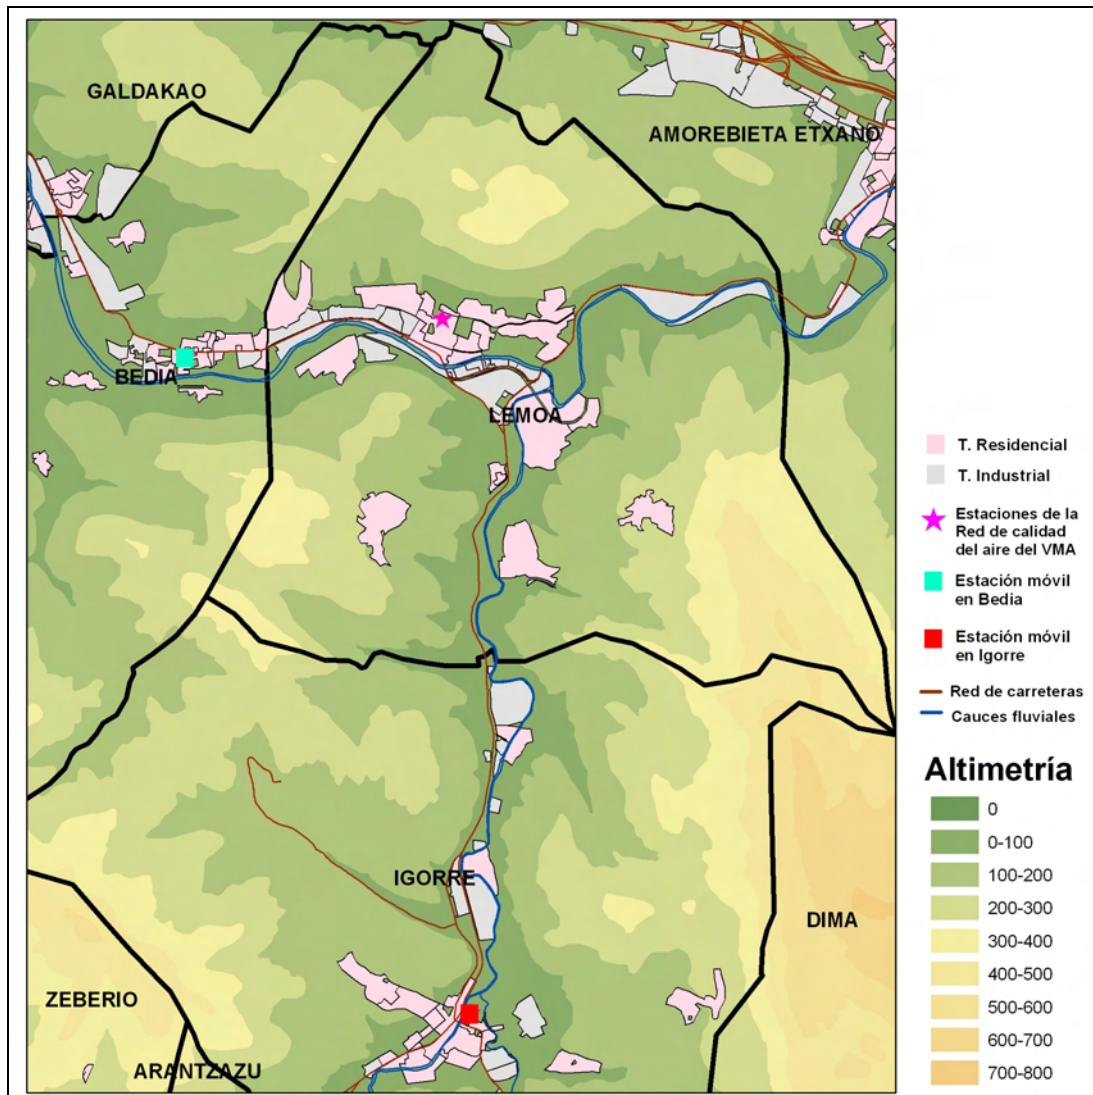 GALDAKAO
AMOREBIETA ETXANO
BEDIA
LEMOA
IGORRE
DIMA
ZEBERIO
ARANTZAZU
T. Residencial
T. Industrial
Estaciones de la
Red de calidad
del aire del VMA
Estación móvil
en Bedia
Estación móvil
en Igorre
Red de carreteras
Cauces fluviales
Altimetría
0
0-100
100-200
200-300
300-400
400-500
500-600
600-700
700-800